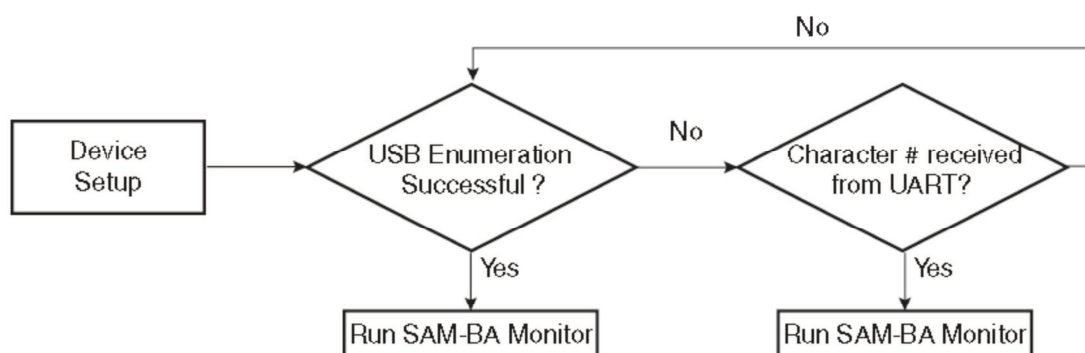 No
Device
Setup
USB Enumeration
Successful ?
No
Character # received
from UART?
Yes
Yes
Run SAM-BA Monitor
Run SAM-BA Monitor